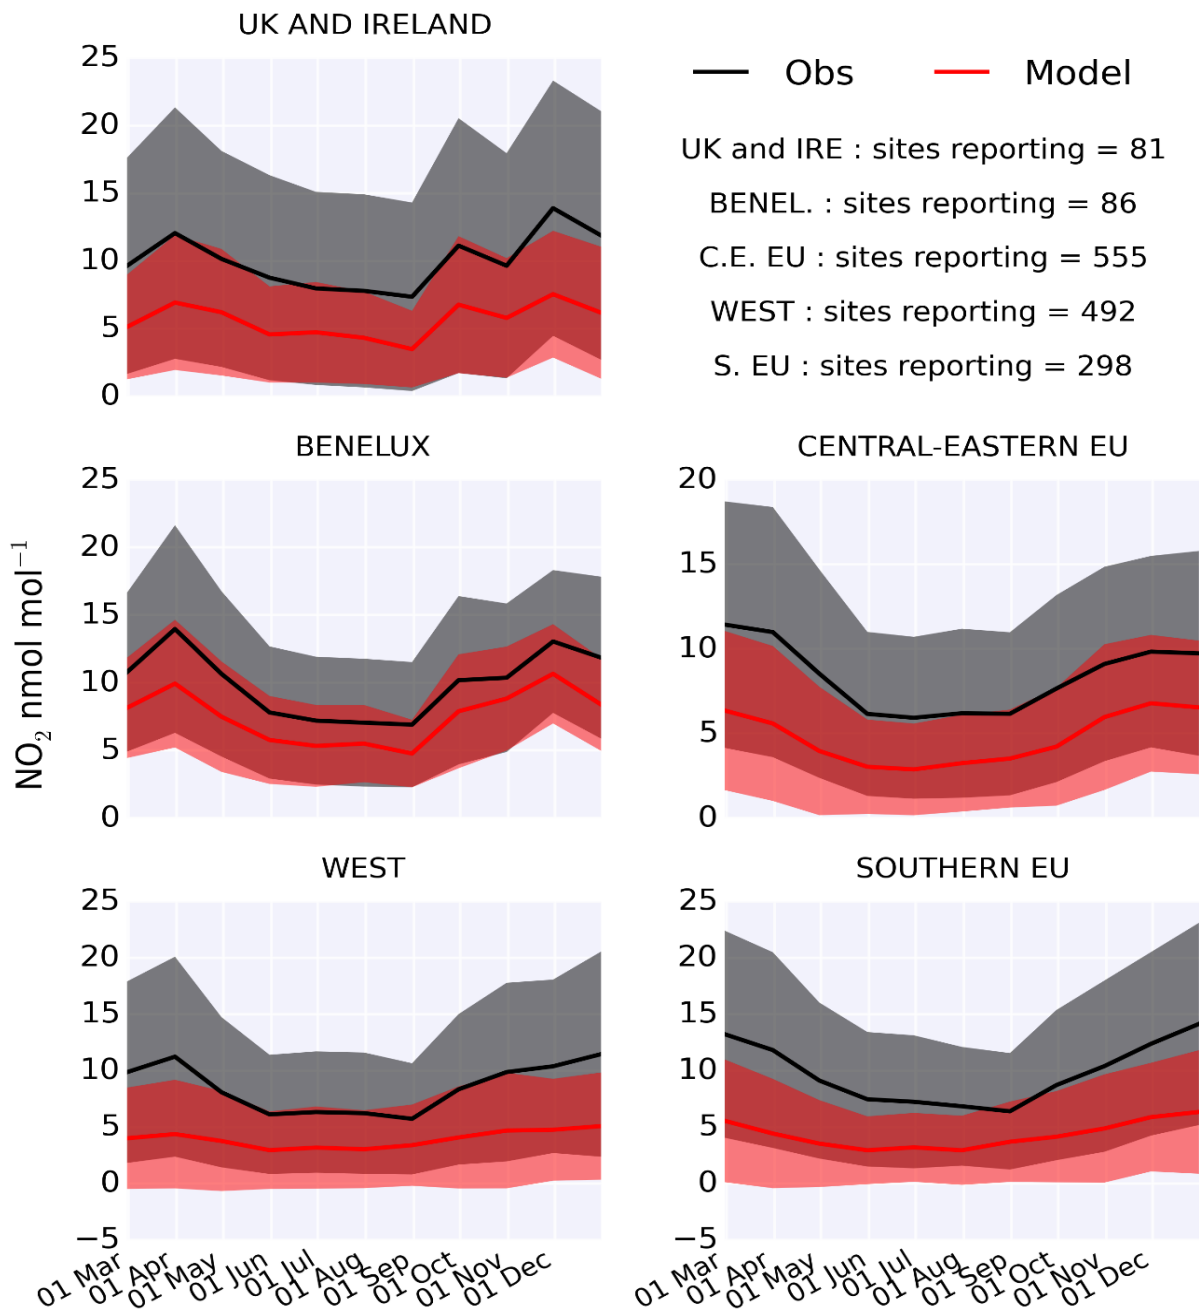 UK AND IRELAND
25
20
15
10
5
0
Obs
Model
UK and IRE : sites reporting = 81
BENEL. : sites reporting = 86
C.E. EU : sites reporting = 555
WEST : sites reporting = 492
S. EU : sites reporting = 298
NO₂ nmol mol⁻¹
BENELUX
25
20
15
10
5
0
CENTRAL-EASTERN EU
20
15
10
5
0
WEST
25
20
15
10
5
0
−5
01 Mar
01 Apr
01 May
01 Jun
01 Jul
01 Aug
01 Sep
01 Oct
01 Nov
01 Dec
SOUTHERN EU
25
20
15
10
5
0
−5
01 Mar
01 Apr
01 May
01 Jun
01 Jul
01 Aug
01 Sep
01 Oct
01 Nov
01 Dec